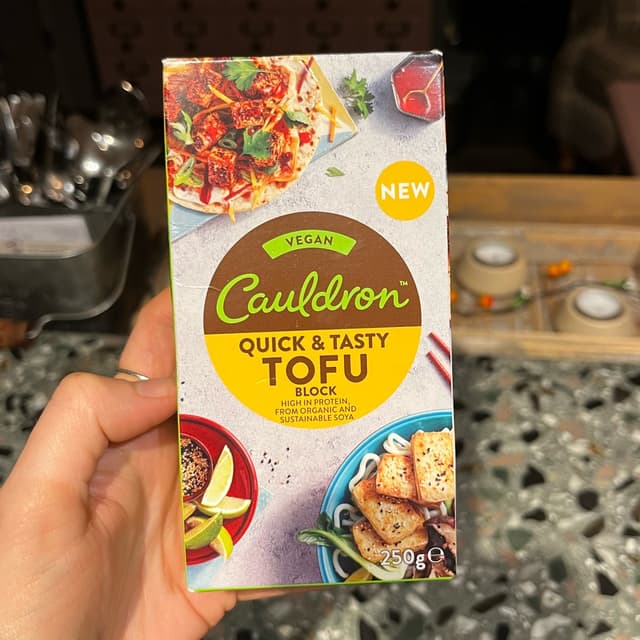 NEW
VEGAN
Cauldron™
QUICK & TASTY
TOFU
BLOCK
HIGH IN PROTEIN,
FROM ORGANIC AND
SUSTAINABLE SOYA
250g℮